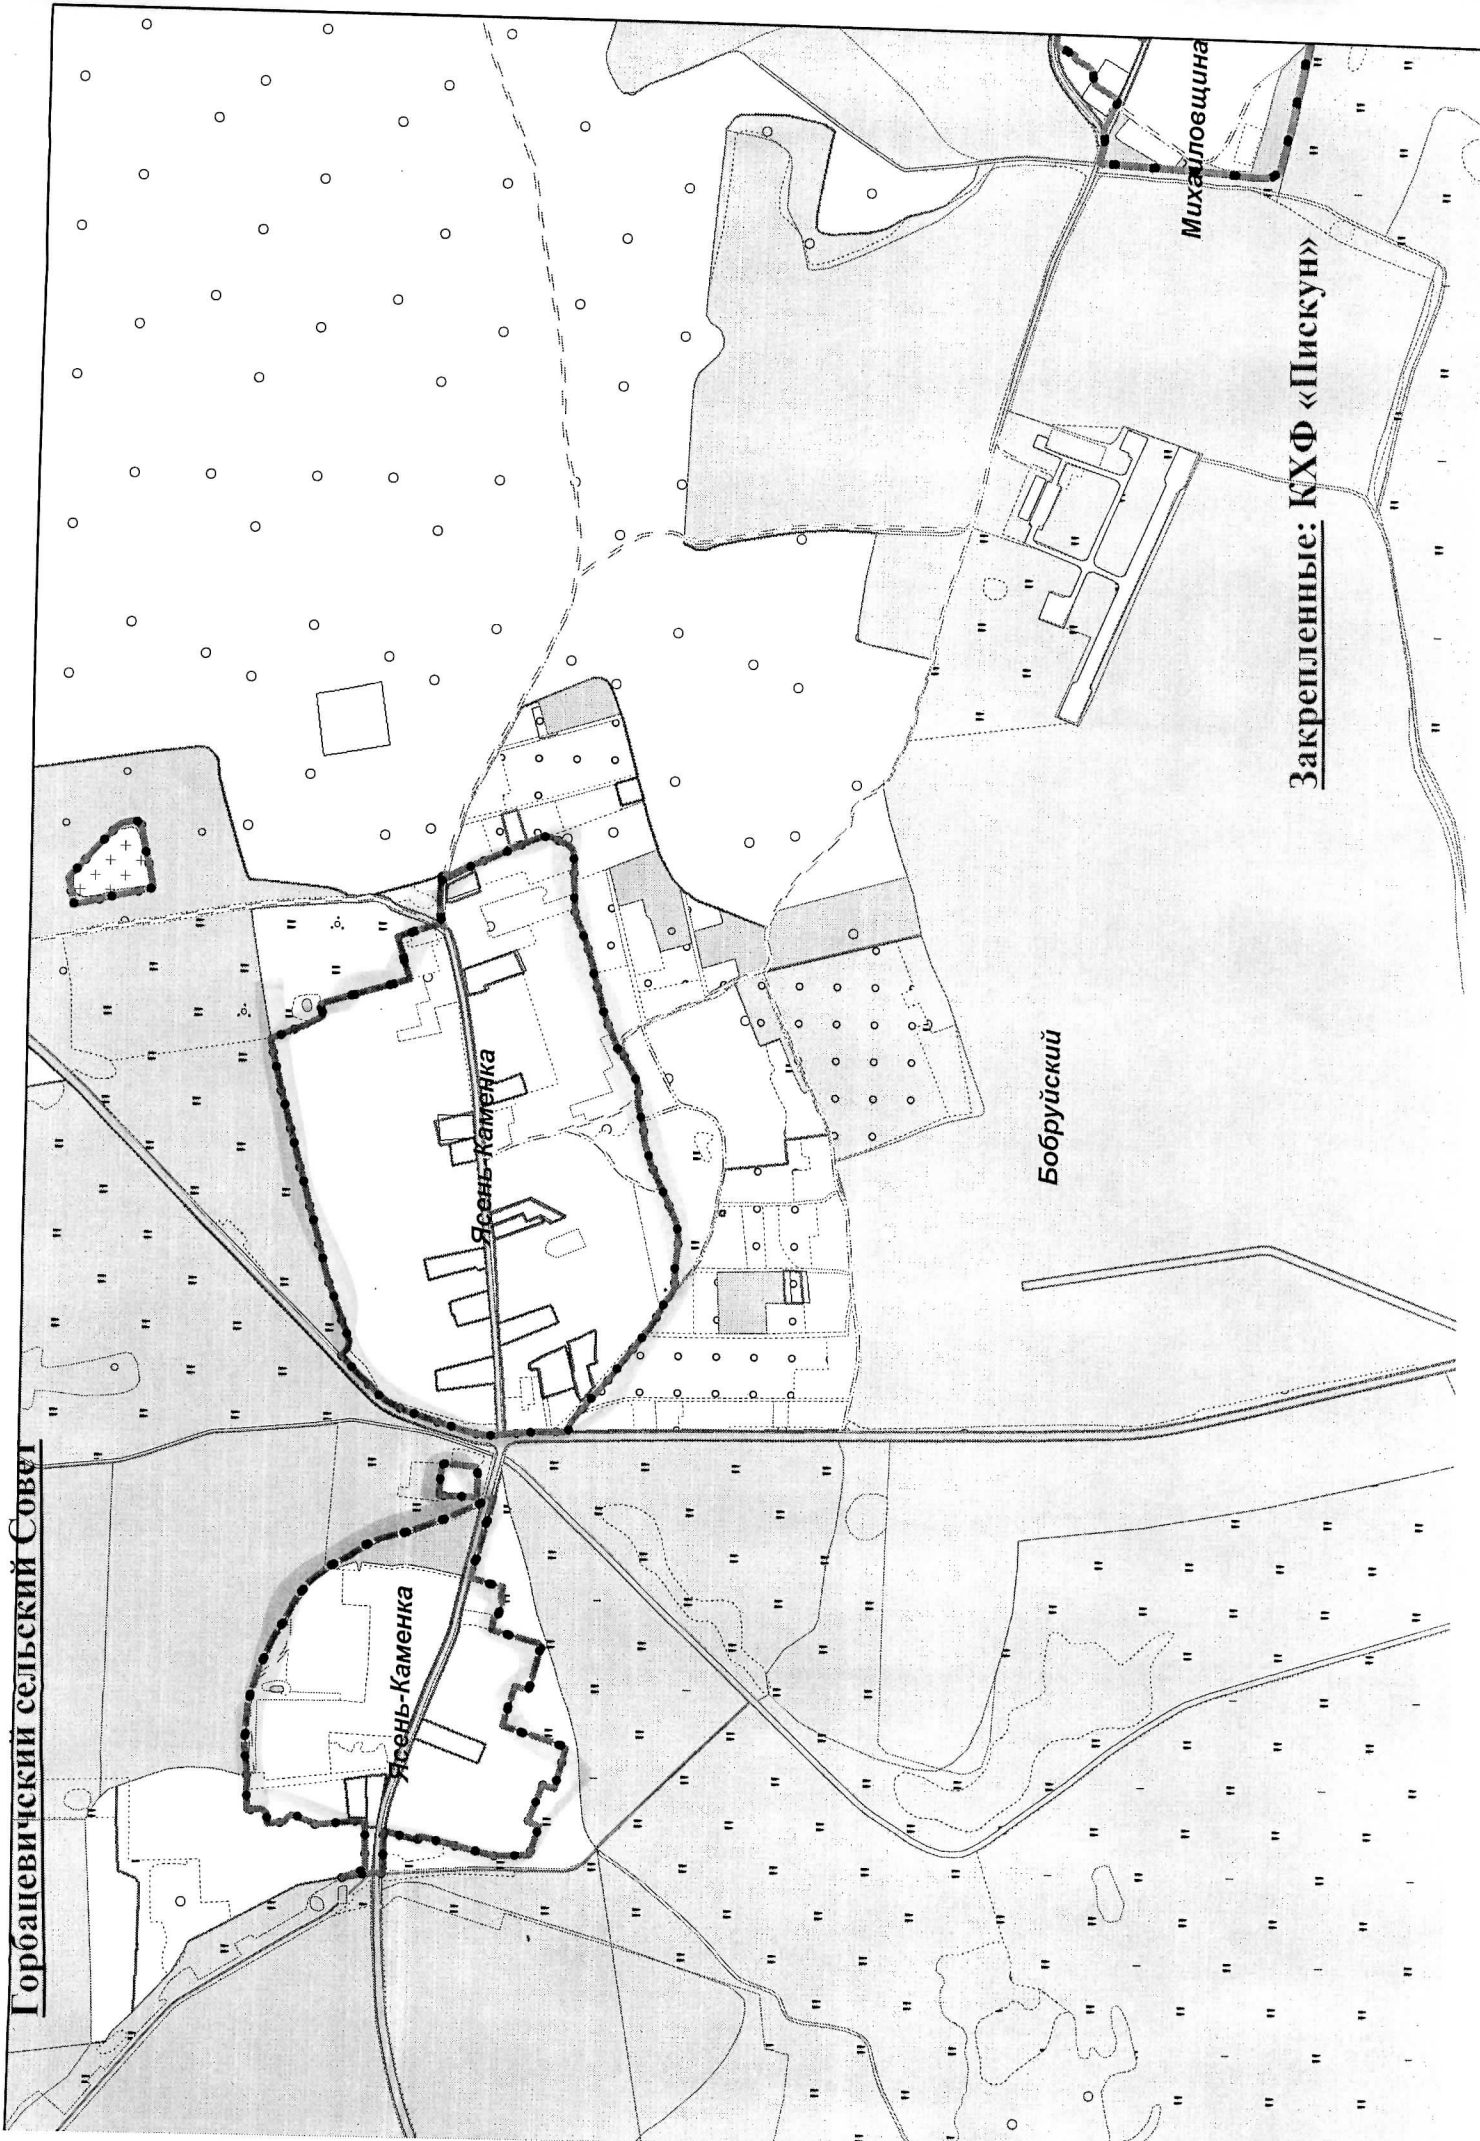 Горбацевичский сельский Совет
Ясень-Каменка
Ясень-Каменка
Бобруйский
Михайловщина
Закрепленные: КХФ «Пискун»